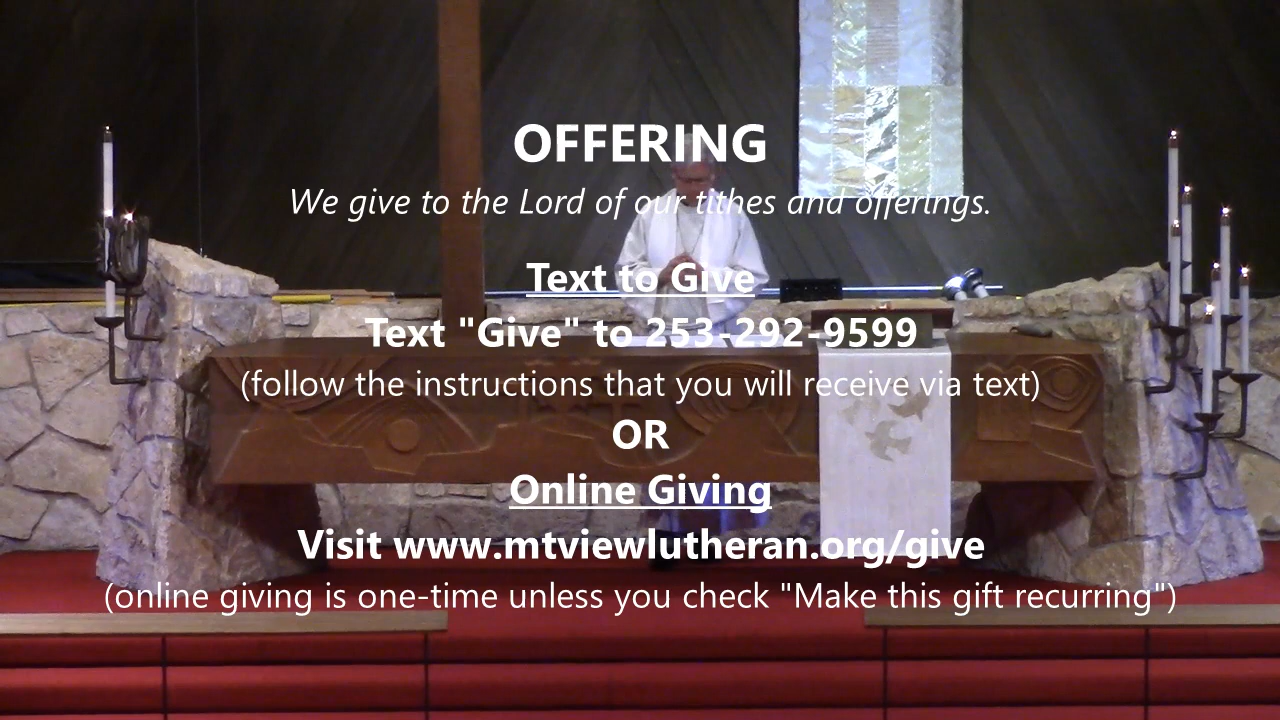 OFFERING
We give to the Lord of our tithes and offerings.
Text to Give
Text "Give" to 253-292-9599
(follow the instructions that you will receive via text)
OR
Online Giving
Visit www.mtviewlutheran.org/give
(online giving is one-time unless you check "Make this gift recurring")